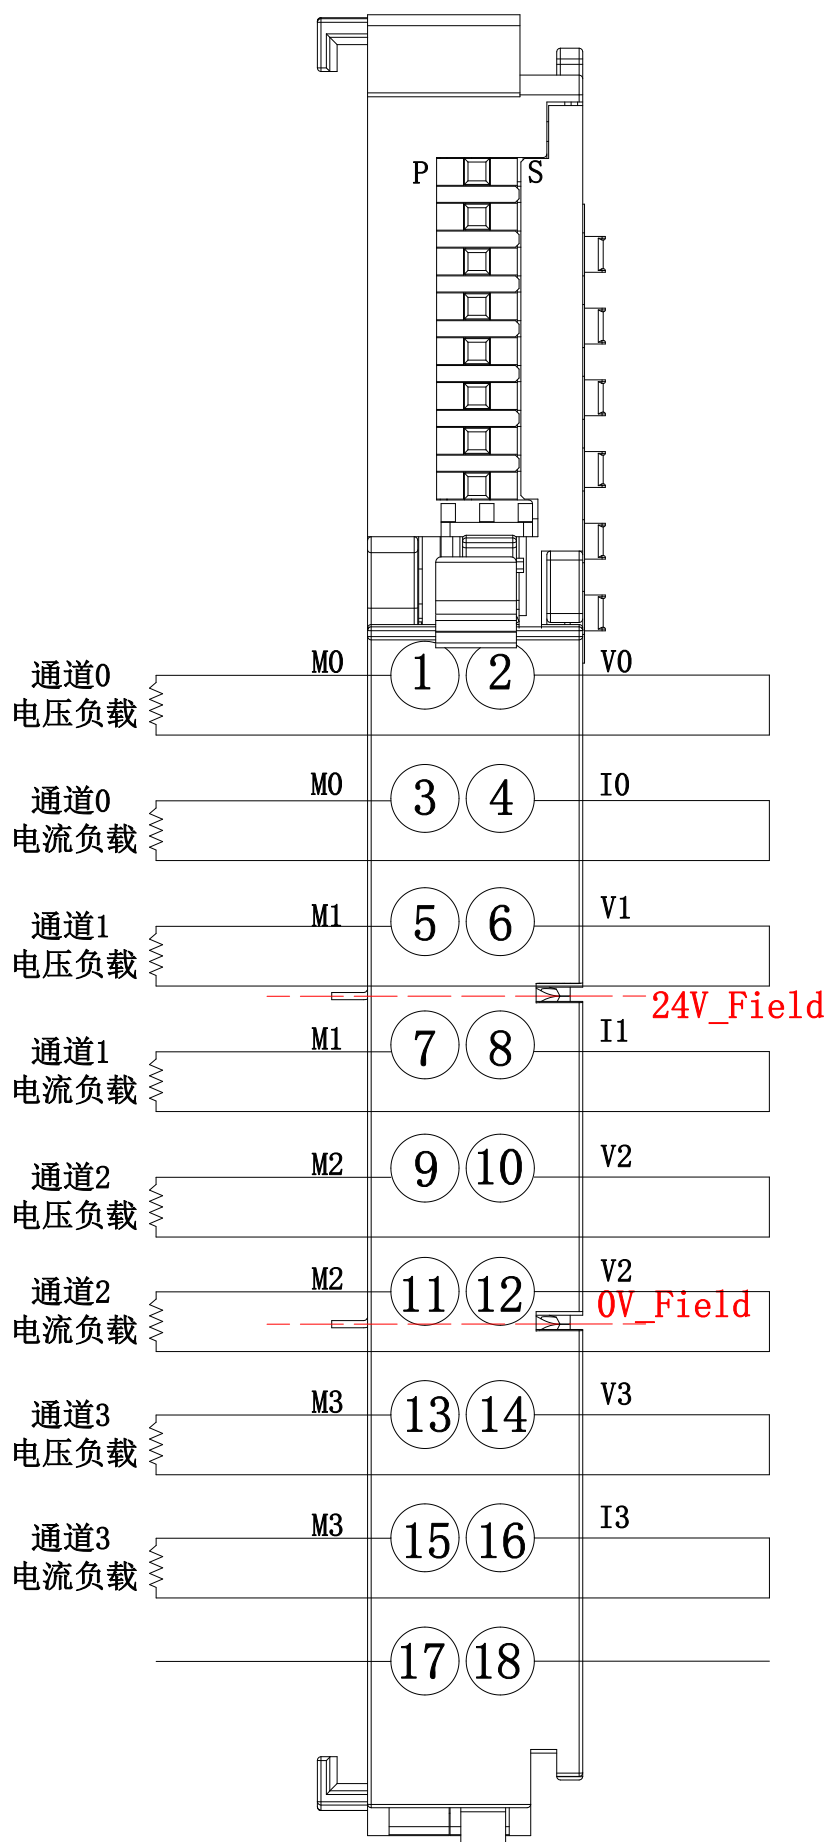 P S
通道0 M0 1 2 V0
电压负载
通道0 M0 3 4 I0
电流负载
通道1 M1 5 6 V1
电压负载
24V_Field
通道1 M1 7 8 I1
电流负载
通道2 M2 9 10 V2
电压负载
通道2 M2 11 12 V2
0V_Field
电流负载
通道3 M3 13 14 V3
电压负载
通道3 M3 15 16 I3
电流负载
17 18